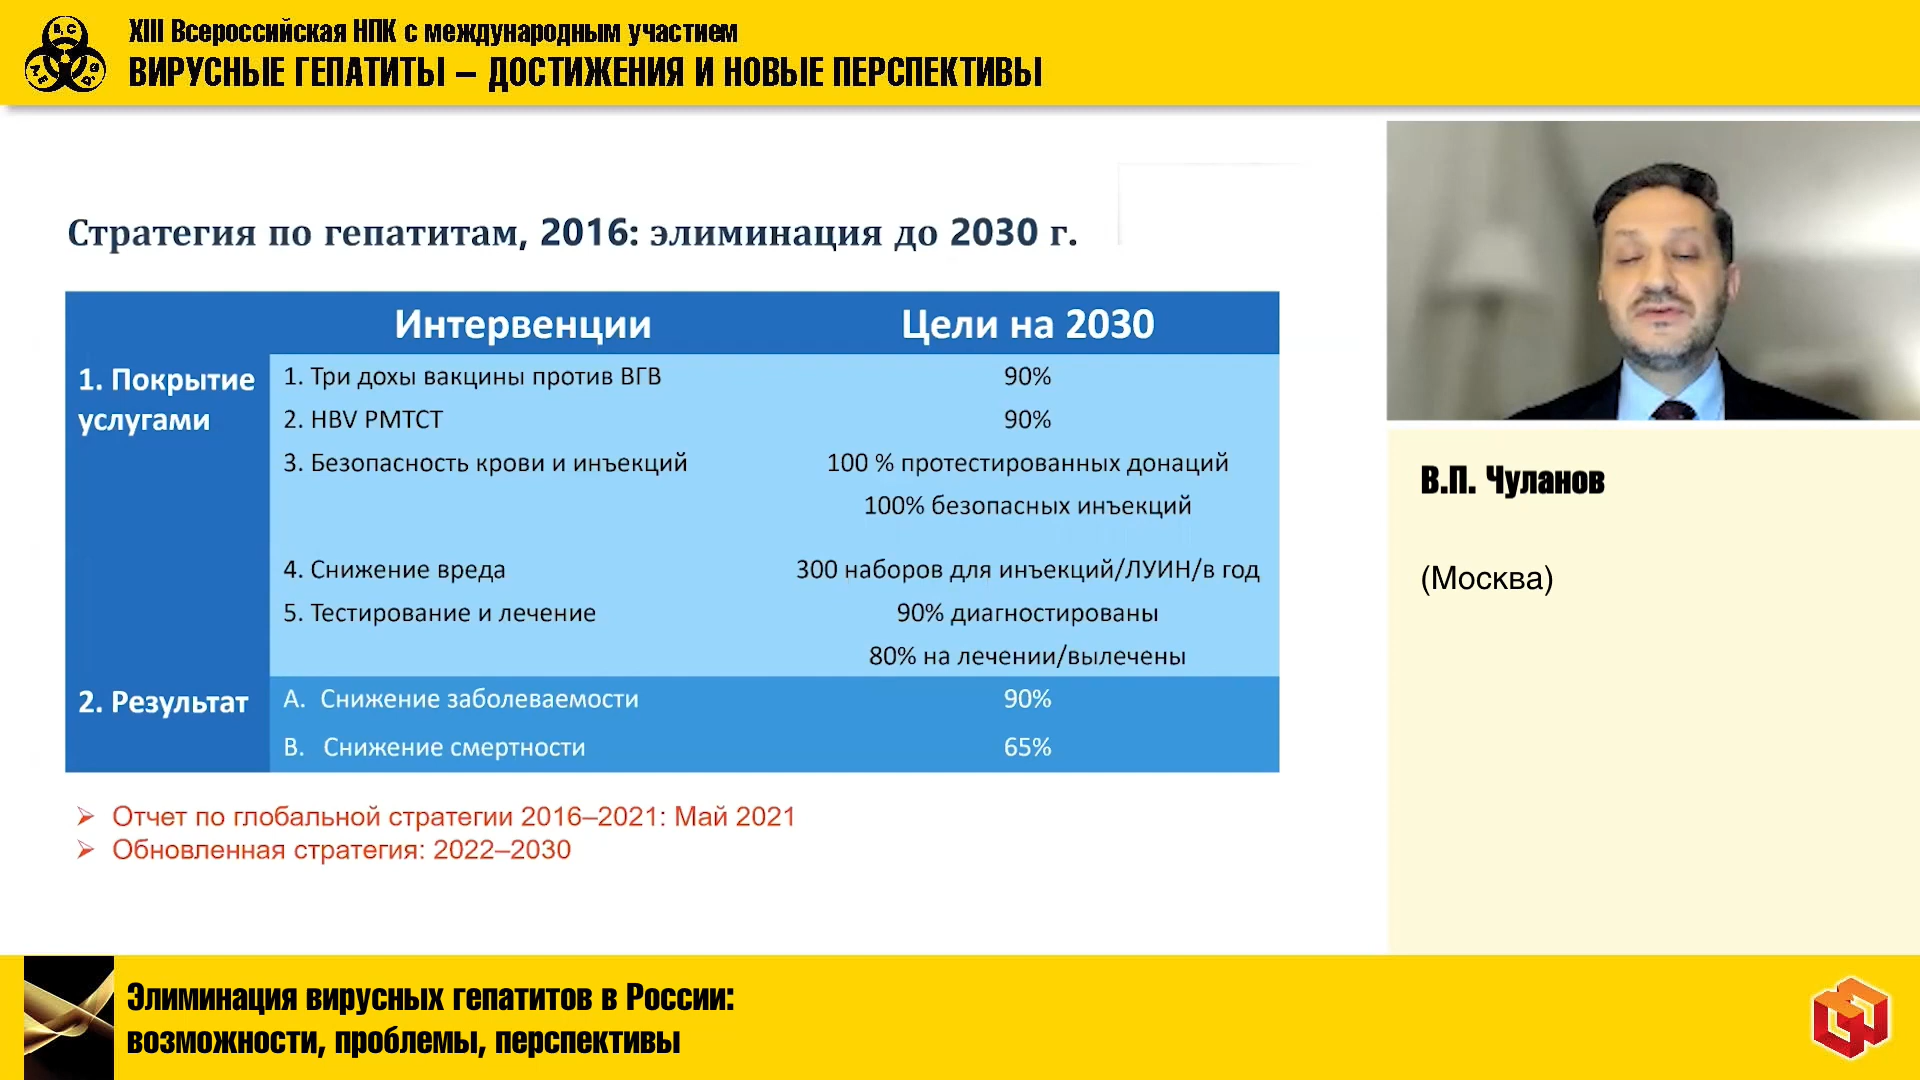 XIII Всероссийская НПК с международным участием
ВИРУСНЫЕ ГЕПАТИТЫ – ДОСТИЖЕНИЯ И НОВЫЕ ПЕРСПЕКТИВЫ
Стратегия по гепатитам, 2016: элиминация до 2030 г.
Интервенции Цели на 2030
1. Покрытие
услугами
1. Три дохы вакцины против ВГВ 90%
2. HBV PMTCT 90%
3. Безопасность крови и инъекций 100 % протестированных донаций
100% безопасных инъекций
4. Снижение вреда 300 наборов для инъекций/ЛУИН/в год
5. Тестирование и лечение 90% диагностированы
80% на лечении/вылечены
2. Результат
A. Снижение заболеваемости 90%
B. Снижение смертности 65%
➢ Отчет по глобальной стратегии 2016–2021: Май 2021
➢ Обновленная стратегия: 2022–2030
В.П. Чуланов
(Москва)
Элиминация вирусных гепатитов в России:
возможности, проблемы, перспективы